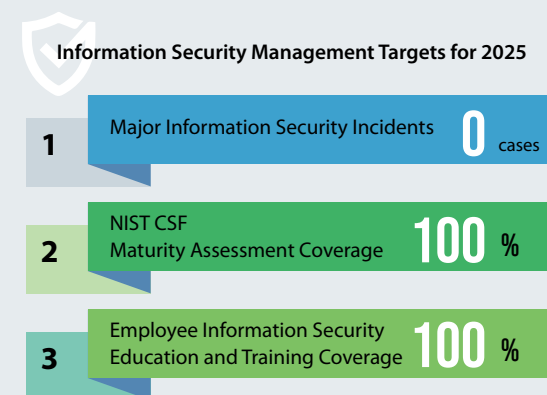 Information Security Management Targets for 2025
1
Major Information Security Incidents 0 cases
2
NIST CSF
Maturity Assessment Coverage 100 %
3
Employee Information Security
Education and Training Coverage 100 %